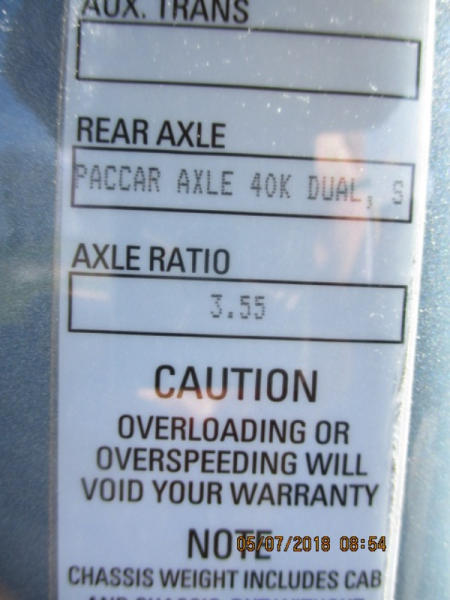 AUX. TRANS
REAR AXLE
PACCAR AXLE 40K DUAL, S
AXLE RATIO
3.55
CAUTION
OVERLOADING OR
OVERSPEEDING WILL
VOID YOUR WARRANTY
NOTE
05/07/2018 08:54
CHASSIS WEIGHT INCLUDES CAB